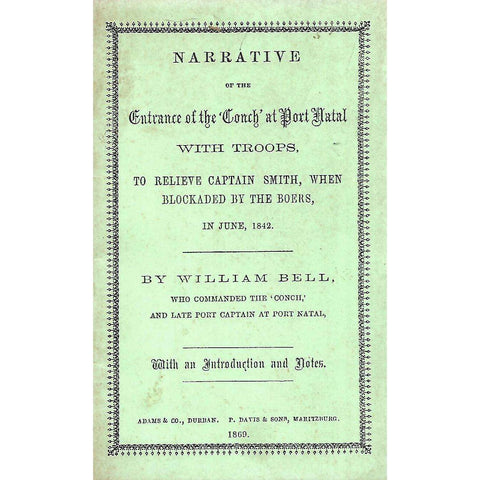 NARRATIVE
OF THE
Entrance of the 'Conch' at Port Natal
WITH TROOPS,
TO RELIEVE CAPTAIN SMITH, WHEN
BLOCKADED BY THE BOERS,
IN JUNE, 1842.
BY WILLIAM BELL,
WHO COMMANDED THE 'CONCH,'
AND LATE PORT CAPTAIN AT PORT NATAL,
With an Introduction and Notes.
ADAMS & CO., DURBAN. P. DAVIS & SONS, MARITZBURG.
1869.